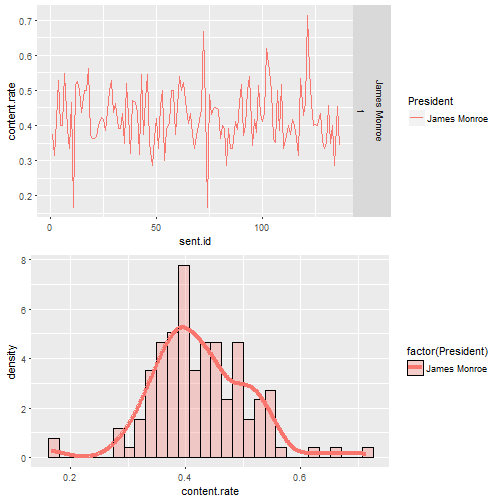 0.7
0.6
0.5
0.4
0.3
0.2
content.rate
0
50
100
sent.id
James Monroe
1
President
James Monroe
8
6
4
2
0
density
0.2
0.4
0.6
content.rate
factor(President)
James Monroe